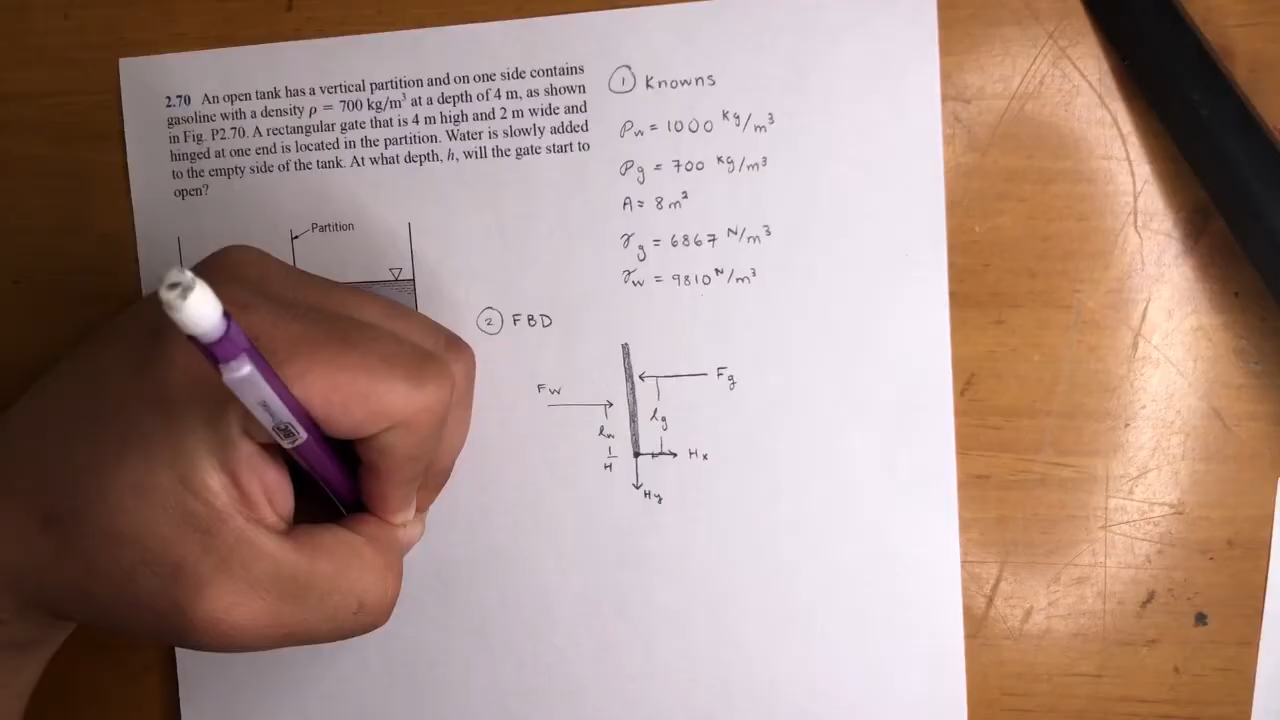 2.70 An open tank has a vertical partition and on one side contains
gasoline with a density ρ = 700 kg/m³ at a depth of 4 m, as shown
in Fig. P2.70. A rectangular gate that is 4 m high and 2 m wide and
hinged at one end is located in the partition. Water is slowly added
to the empty side of the tank. At what depth, h, will the gate start to
open?
Partition
① Knowns
ρw = 1000 kg/m³
ρg = 700 kg/m³
A = 8 m²
γg = 6867 N/m³
γw = 9810 N/m³
② FBD
Fw
Fg
lw
lg
H
Hx
Hy
BIC